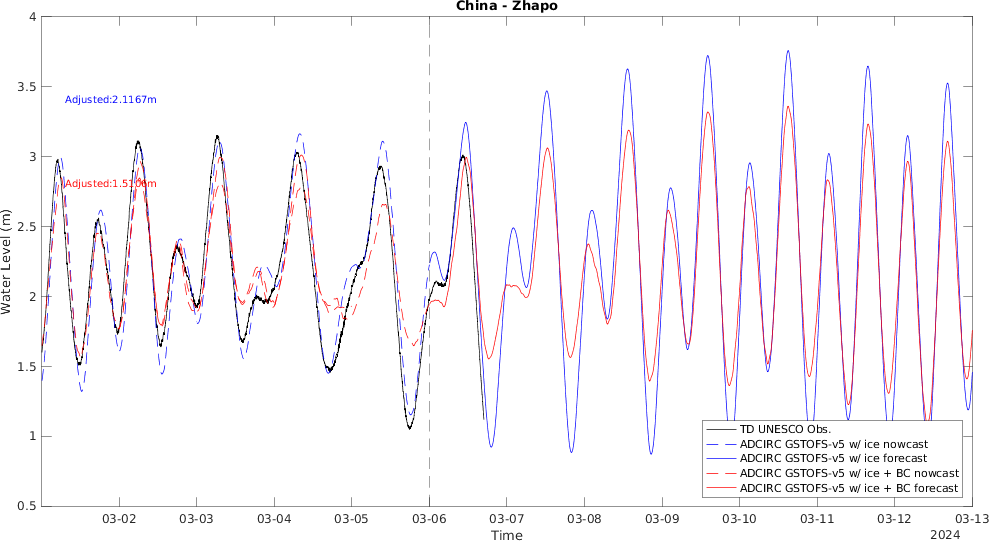 China - Zhapo
4
3.5
3
2.5
2
1.5
1
0.5
Water Level (m)
Adjusted:2.1167m
TD UNESCO Obs.
ADCIRC GSTOFS-v5 w/ ice nowcast
ADCIRC GSTOFS-v5 w/ ice forecast
ADCIRC GSTOFS-v5 w/ ice + BC nowcast
ADCIRC GSTOFS-v5 w/ ice + BC forecast
03-02 03-03 03-04 03-05 03-06 03-07 03-08 03-09 03-10 03-11 03-12 03-13
Time
2024